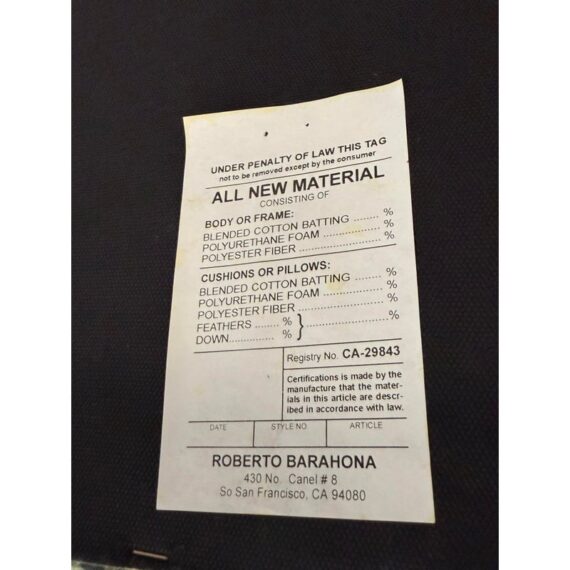 UNDER PENALTY OF LAW THIS TAG
not to be removed except by the consumer
ALL NEW MATERIAL
CONSISTING OF
BODY OR FRAME:
BLENDED COTTON BATTING ........ %
POLYURETHANE FOAM .................. %
POLYESTER FIBER ......................... %
CUSHIONS OR PILLOWS:
BLENDED COTTON BATTING ........ %
POLYURETHANE FOAM .................. %
POLYESTER FIBER ......................... %
FEATHERS ........ % } ......................... %
DOWN............... %
Registry No. CA-29843
Certifications is made by the
manufacture that the mater-
ials in this article are descr-
ibed in accordance with law.
DATE STYLE NO. ARTICLE
ROBERTO BARAHONA
430 No. Canel # 8
So San Francisco, CA 94080